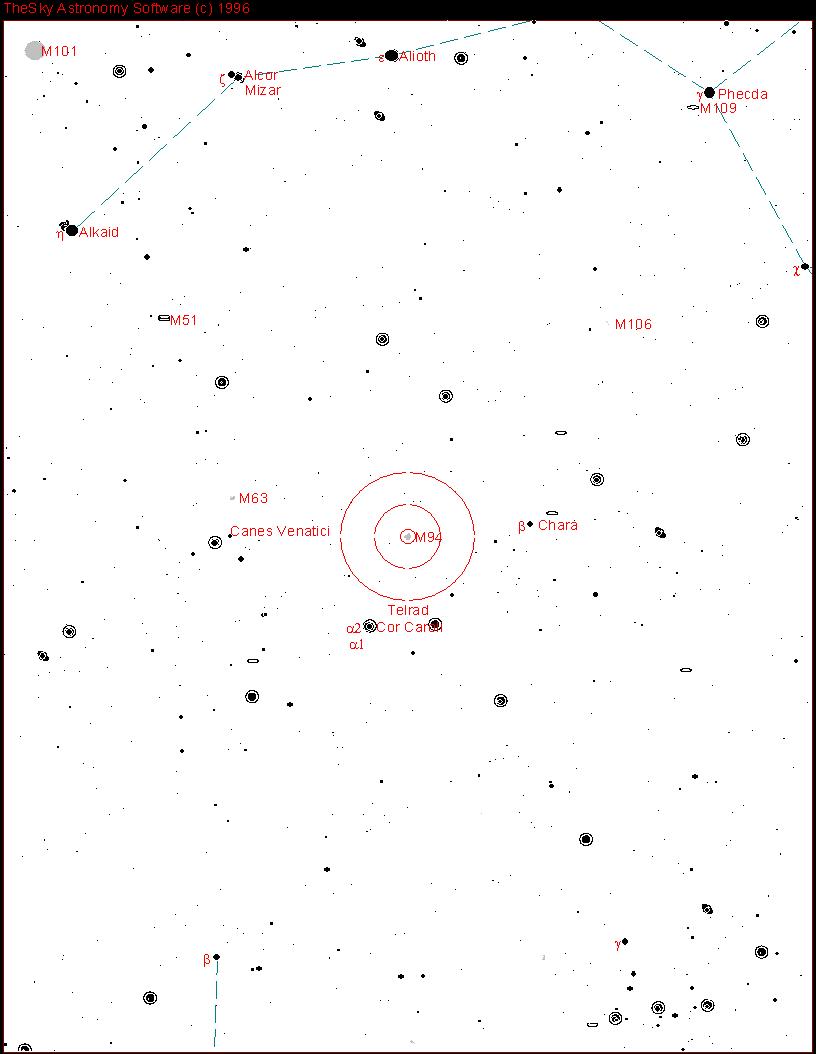 TheSky Astronomy Software (c) 1996
M101
ζ Alcor
Mizar
ε Alioth
γ Phecda
M109
η Alkaid
χ
M51
M106
M63
Canes Venatici
M94
β Chara
Telrad
α2 Cor Caroli
α1
γ
β